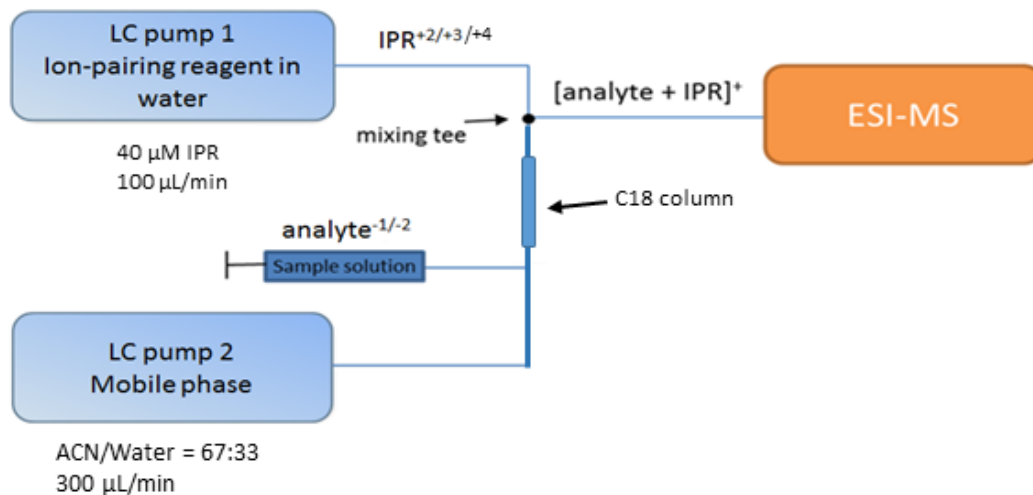 LC pump 1
Ion-pairing reagent in
water
40 µM IPR
100 µL/min
IPR+2/+3/+4
mixing tee
[analyte + IPR]+
ESI-MS
C18 column
analyte-1/-2
Sample solution
LC pump 2
Mobile phase
ACN/Water = 67:33
300 µL/min